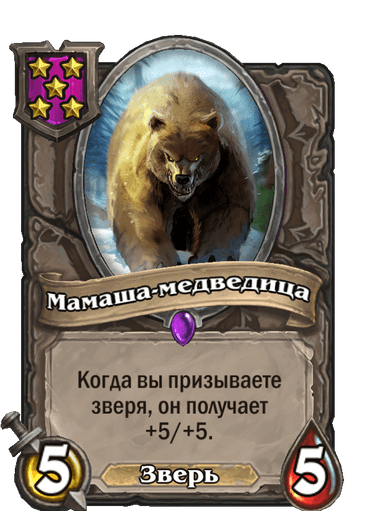 Мамаша-медведица
Когда вы призываете
зверя, он получает
+5/+5.
5
Зверь
5